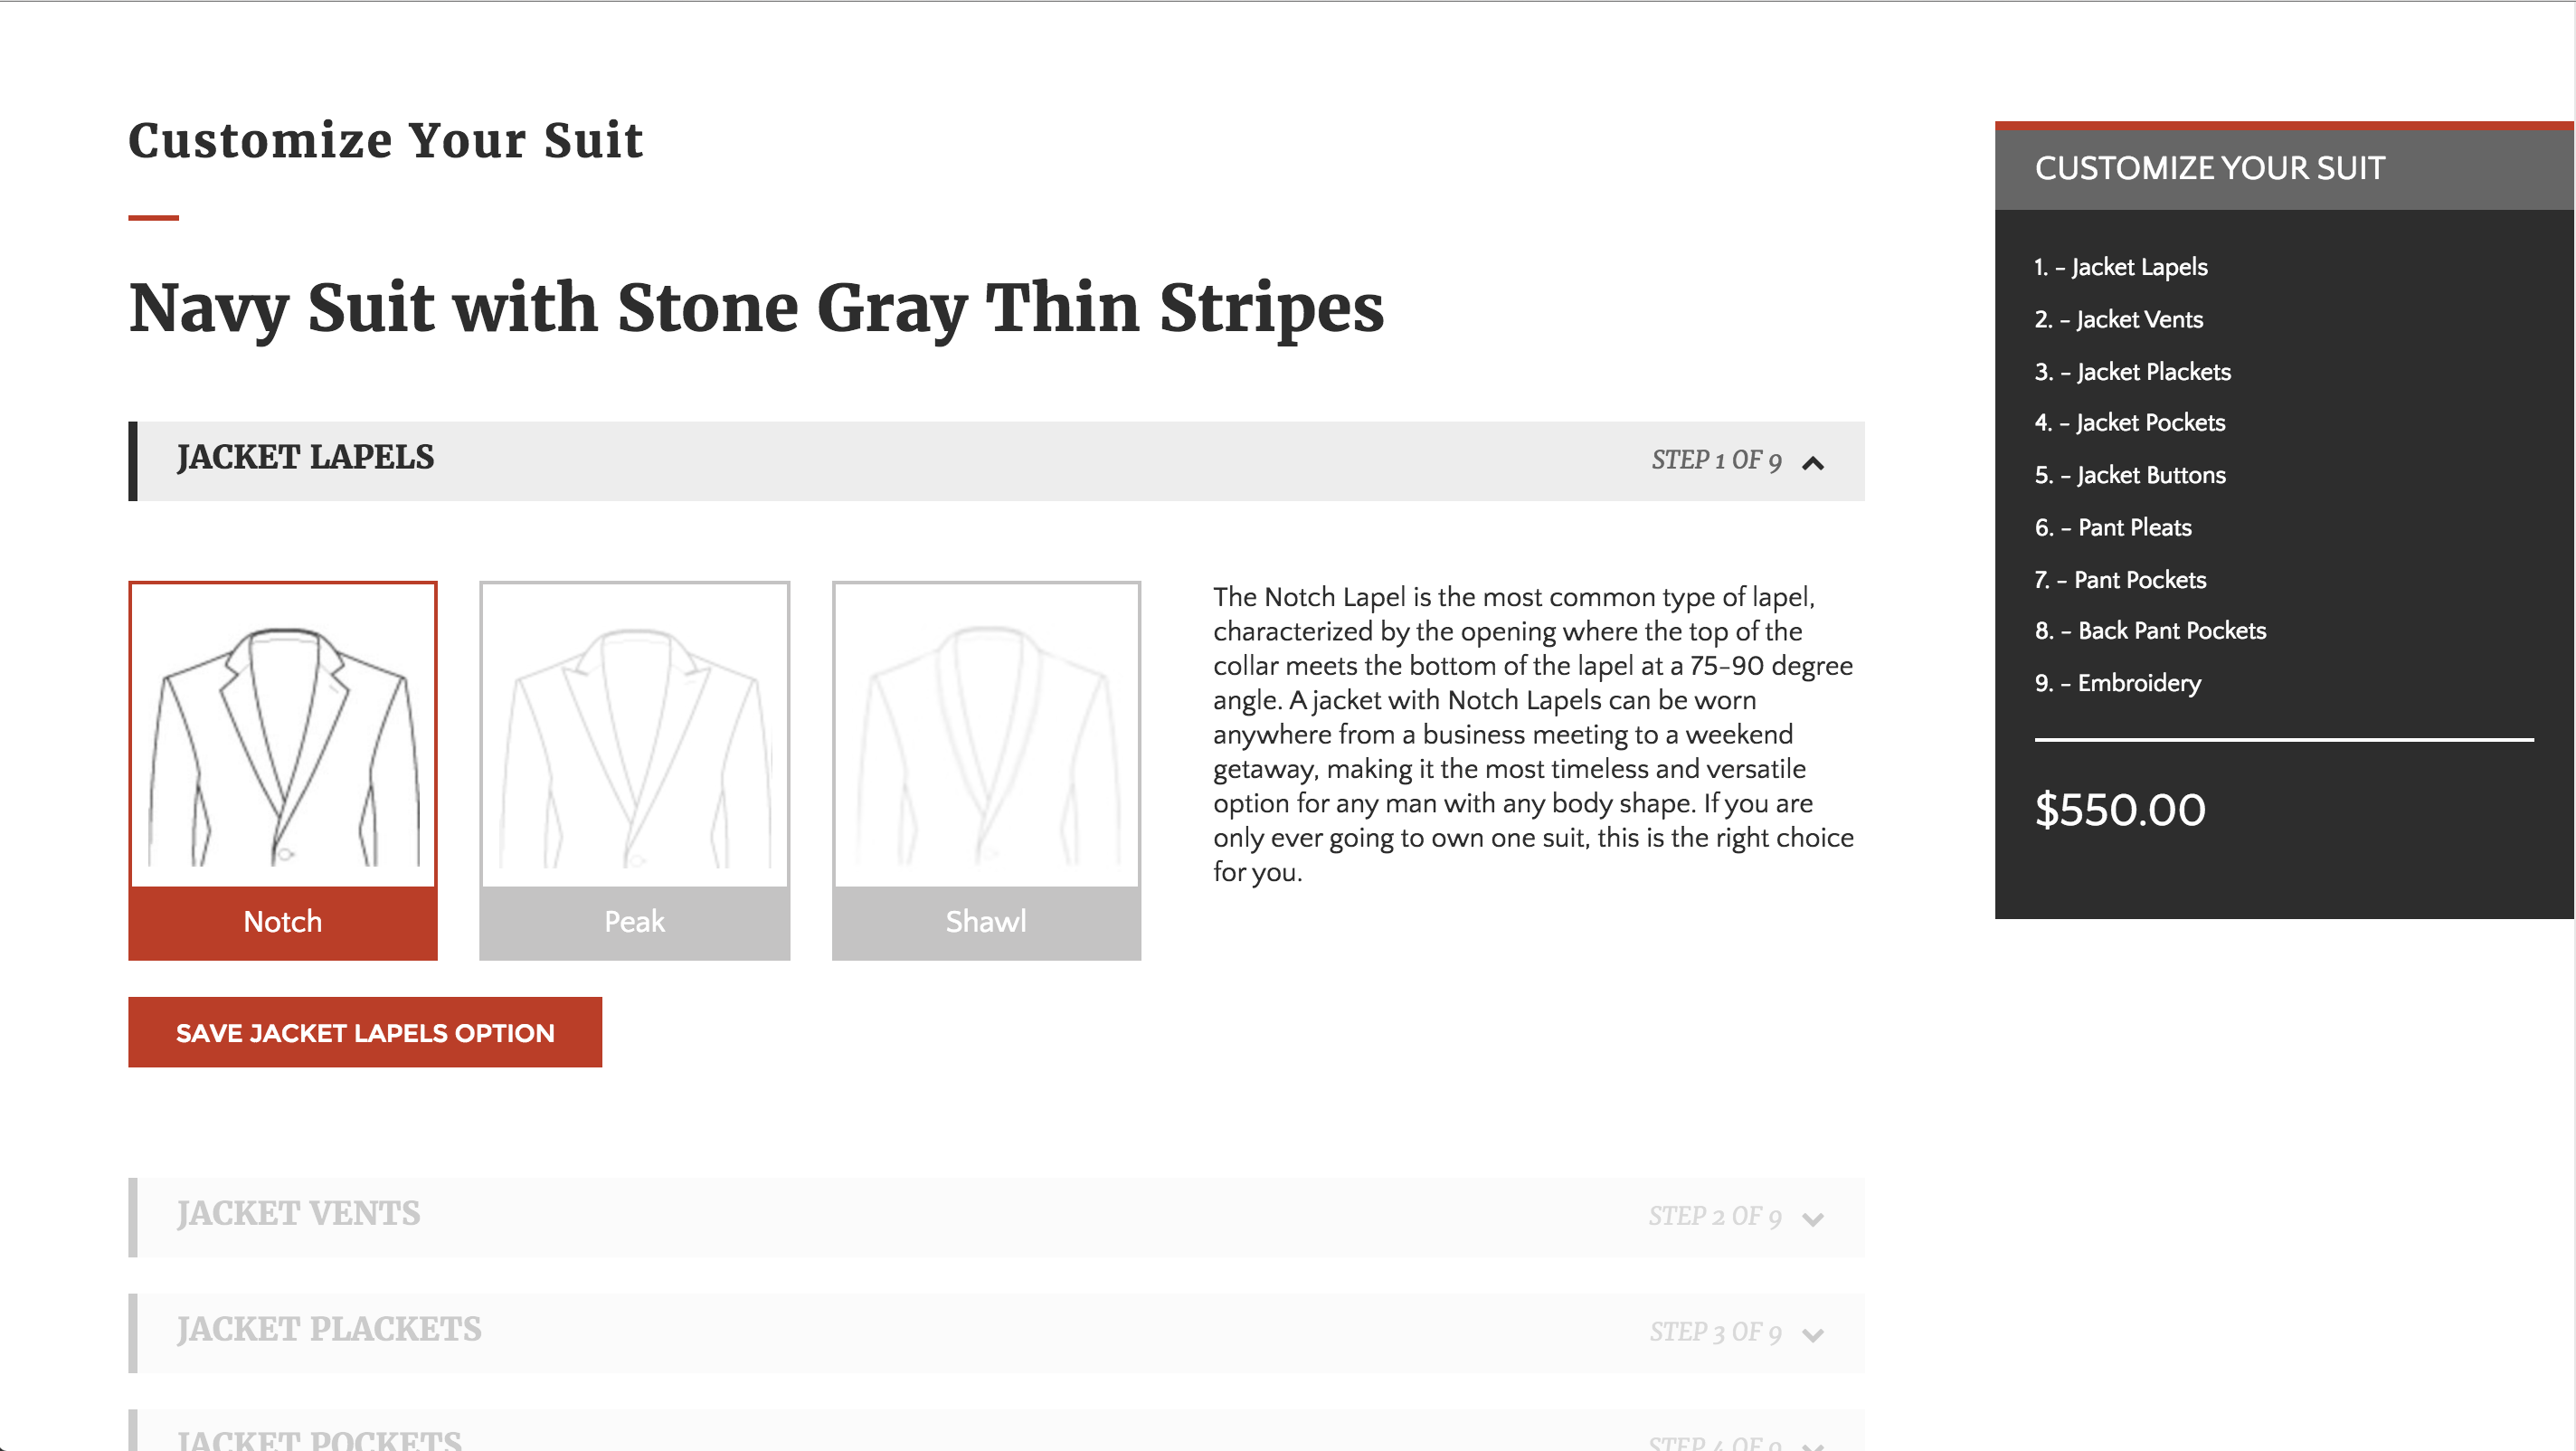 Customize Your Suit
Navy Suit with Stone Gray Thin Stripes
JACKET LAPELS
STEP 1 OF 9
Notch
Peak
Shawl
The Notch Lapel is the most common type of lapel,
characterized by the opening where the top of the
collar meets the bottom of the lapel at a 75-90 degree
angle. A jacket with Notch Lapels can be worn
anywhere from a business meeting to a weekend
getaway, making it the most timeless and versatile
option for any man with any body shape. If you are
only ever going to own one suit, this is the right choice
for you.
SAVE JACKET LAPELS OPTION
JACKET VENTS
STEP 2 OF 9
JACKET PLACKETS
STEP 3 OF 9
JACKET POCKETS
STEP 4 OF 9
CUSTOMIZE YOUR SUIT
1. - Jacket Lapels
2. - Jacket Vents
3. - Jacket Plackets
4. - Jacket Pockets
5. - Jacket Buttons
6. - Pant Pleats
7. - Pant Pockets
8. - Back Pant Pockets
9. - Embroidery
$550.00